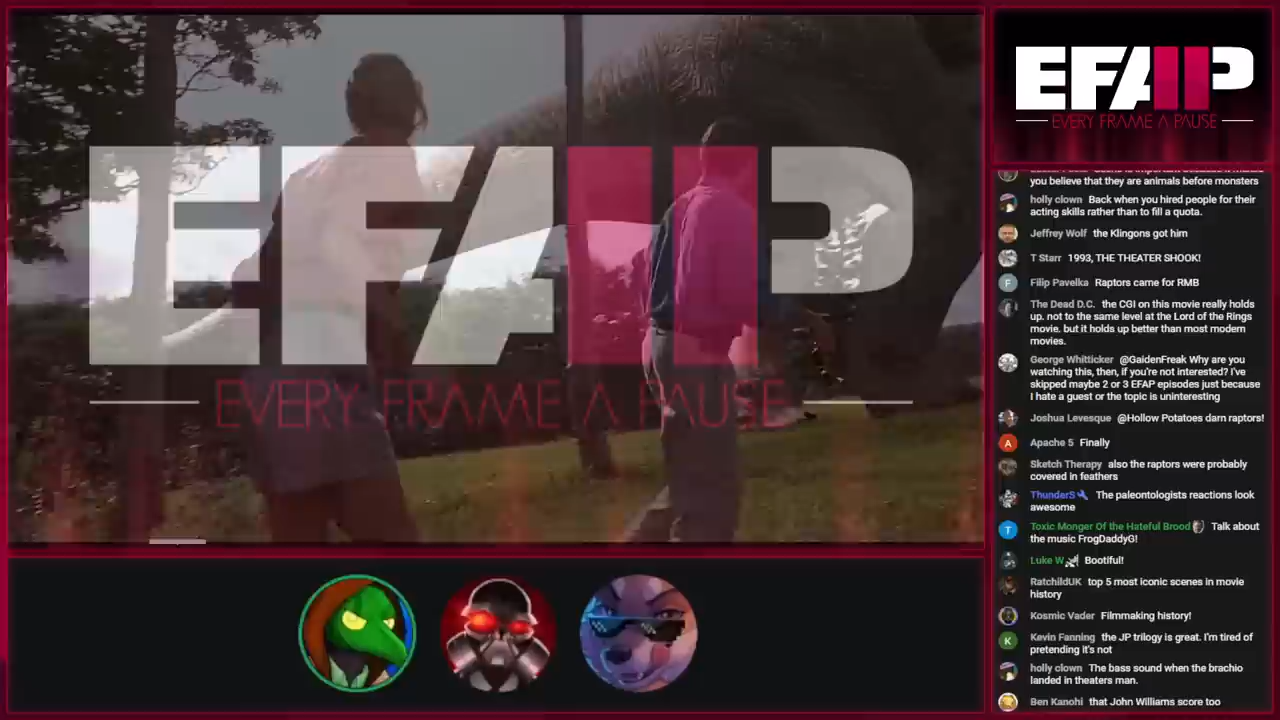 EFAP
EVERY FRAME A PAUSE
EFAP
EVERY FRAME A PAUSE
you believe that they are animals before monsters
holly clown Back when you hired people for their
acting skills rather than to fill a quota.
Jeffrey Wolf the Klingons got him
T Starr 1993, THE THEATER SHOOK!
F Filip Pavelka Raptors came for RMB
The Dead D.C. the CGI on this movie really holds
up. not to the same level at the Lord of the Rings
movie. but it holds up better than most modern
movies.
George Whitticker @GaidenFreak Why are you
watching this, then, if you're not interested? I've
skipped maybe 2 or 3 EFAP episodes just because
I hate a guest or the topic is uninteresting
Joshua Levesque @Hollow Potatoes darn raptors!
A Apache 5 Finally
Sketch Therapy also the raptors were probably
covered in feathers
ThunderS The paleontologists reactions look
awesome
T Toxic Monger Of the Hateful Brood Talk about
the music FrogDaddyG!
Luke W Bootiful!
RatchildUK top 5 most iconic scenes in movie
history
Kosmic Vader Filmmaking history!
K Kevin Fanning the JP trilogy is great. I'm tired of
pretending it's not
holly clown The bass sound when the brachio
landed in theaters man.
Ben Kanohi that John Williams score too